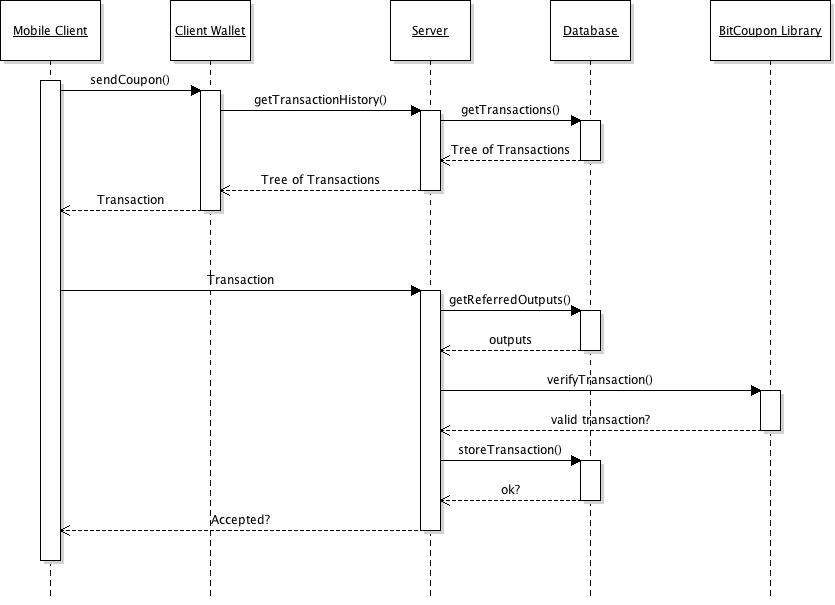 Mobile Client
Client Wallet
Server
Database
BitCoupon Library
sendCoupon()
getTransactionHistory()
getTransactions()
Tree of Transactions
Tree of Transactions
Transaction
Transaction
getReferredOutputs()
outputs
verifyTransaction()
valid transaction?
storeTransaction()
ok?
Accepted?